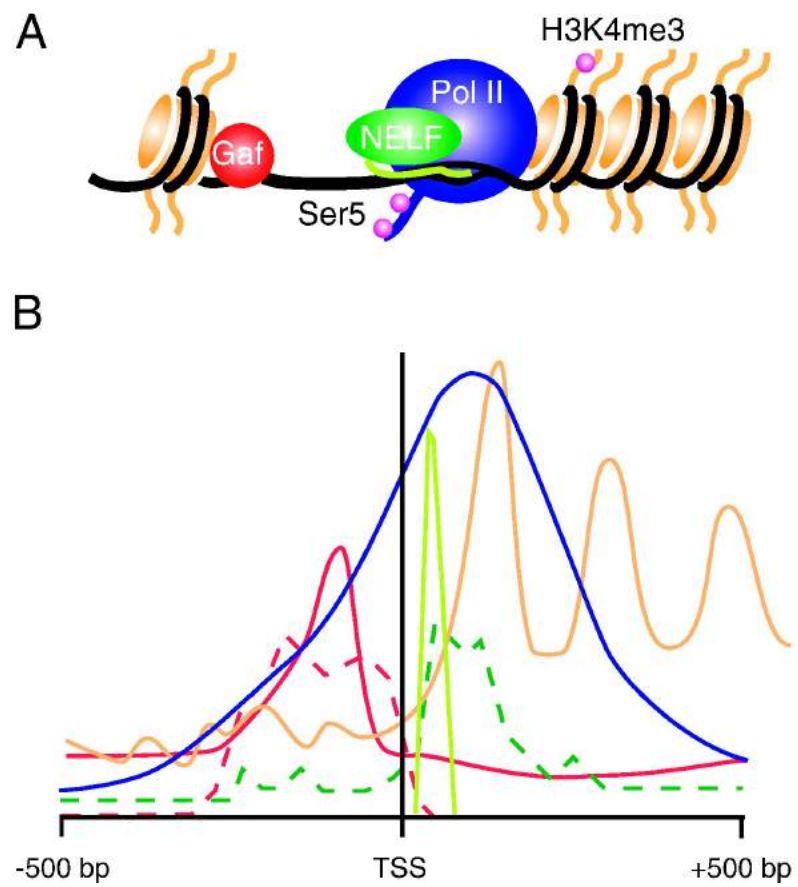 A
H3K4me3
Pol II
NELF
Gaf
Ser5
B
-500 bp
TSS
+500 bp